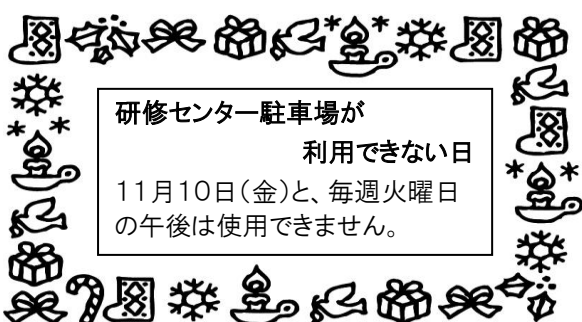 研修センター駐車場が
利用できない日
11月10日(金)と、毎週火曜日
の午後は使用できません。